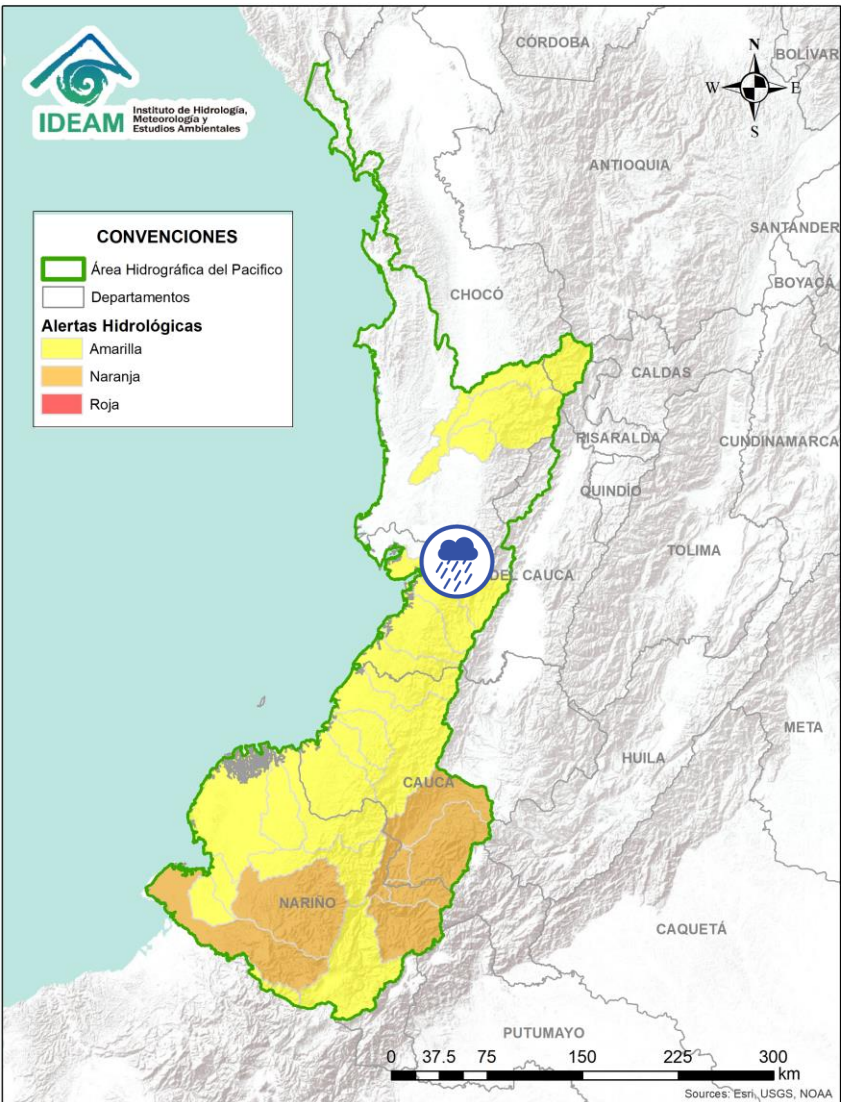 IDEAM
Instituto de Hidrología,
Meteorología y
Estudios Ambientales
CÓRDOBA
BOLÍVAR
N
W
E
S
ANTIOQUIA
SANTANDER
BOYACÁ
CONVENCIONES
Área Hidrográfica del Pacifico
Departamentos
Alertas Hidrológicas
Amarilla
Naranja
Roja
CHOCÓ
CALDAS
RISARALDA
CUNDINAMARCA
QUINDÍO
TOLIMA
DEL CAUCA
META
HUILA
CAUCA
NARIÑO
CAQUETÁ
PUTUMAYO
0 37.5 75 150 225 300
km
Sources: Esri, USGS, NOAA